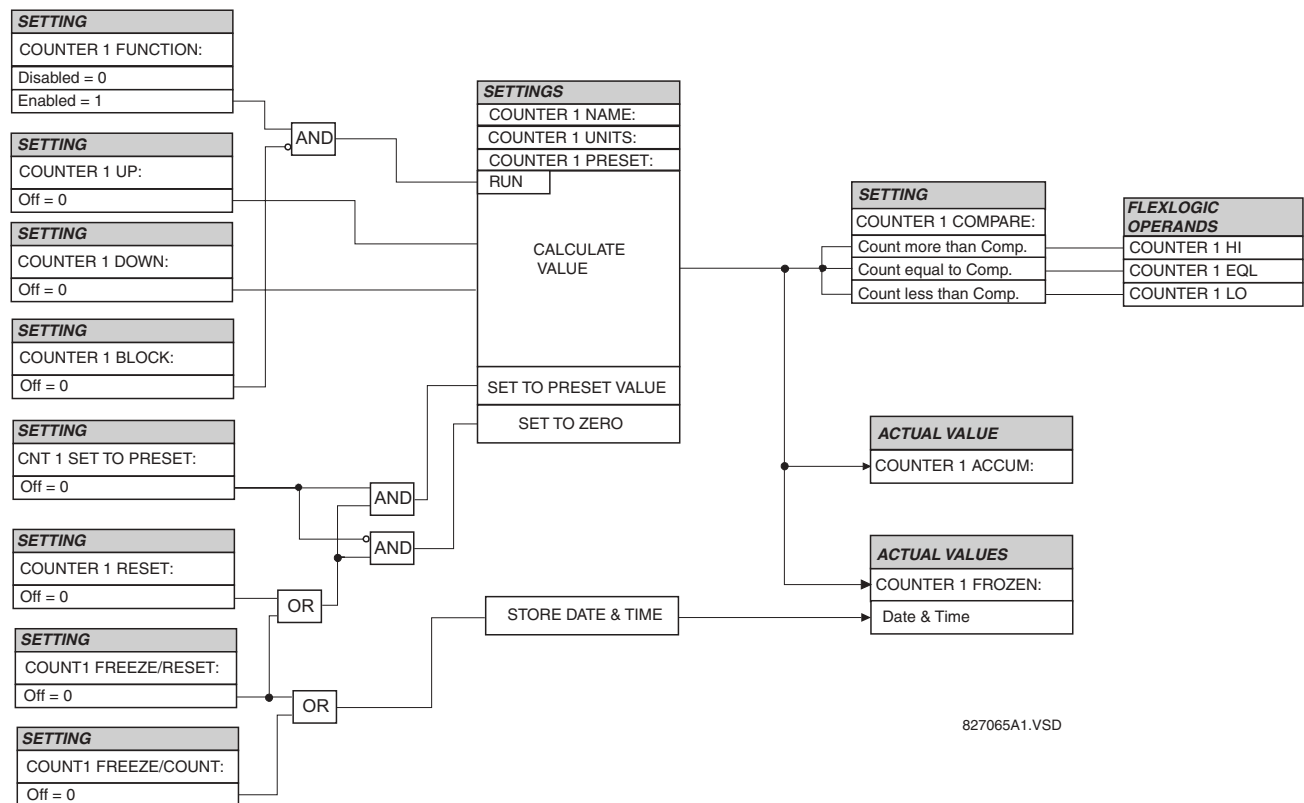 SETTING
COUNTER 1 FUNCTION:
Disabled = 0
Enabled = 1
SETTING
COUNTER 1 UP:
Off = 0
SETTING
COUNTER 1 DOWN:
Off = 0
SETTING
COUNTER 1 BLOCK:
Off = 0
SETTING
CNT 1 SET TO PRESET:
Off = 0
SETTING
COUNTER 1 RESET:
Off = 0
SETTING
COUNT1 FREEZE/RESET:
Off = 0
SETTING
COUNT1 FREEZE/COUNT:
Off = 0
AND
AND
AND
OR
OR
SETTINGS
COUNTER 1 NAME:
COUNTER 1 UNITS:
COUNTER 1 PRESET:
RUN
CALCULATE
VALUE
SET TO PRESET VALUE
SET TO ZERO
STORE DATE & TIME
SETTING
COUNTER 1 COMPARE:
Count more than Comp.
Count equal to Comp.
Count less than Comp.
FLEXLOGIC
OPERANDS
COUNTER 1 HI
COUNTER 1 EQL
COUNTER 1 LO
ACTUAL VALUE
COUNTER 1 ACCUM:
ACTUAL VALUES
COUNTER 1 FROZEN:
Date & Time
827065A1.VSD